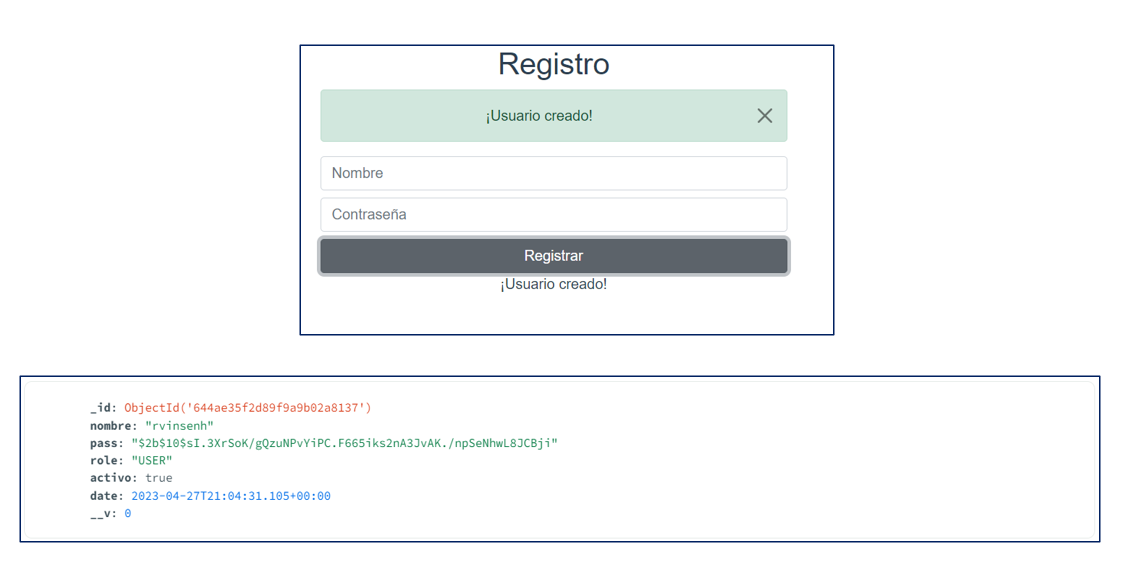 Registro
¡Usuario creado!
Nombre
Contraseña
Registrar
¡Usuario creado!
_id: ObjectId('644ae35f2d89f9a9b02a8137')
nombre: "rvinsenh"
pass: "$2b$10$sI.3XrSoK/gQzuNPvYiPC.F665iks2nA3JvAK./npSeNhwL8JCBji"
role: "USER"
activo: true
date: 2023-04-27T21:04:31.105+00:00
__v: 0